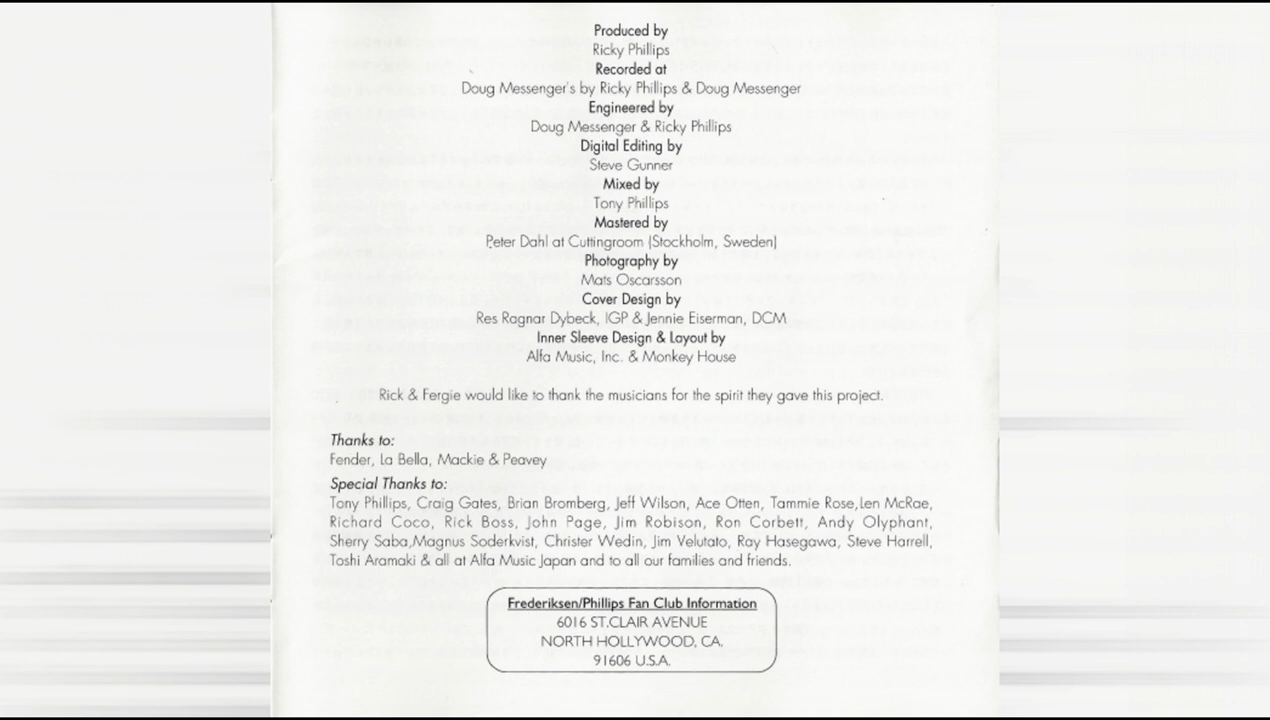 Produced by
Ricky Phillips
Recorded at
Doug Messenger's by Ricky Phillips & Doug Messenger
Engineered by
Doug Messenger & Ricky Phillips
Digital Editing by
Steve Gunner
Mixed by
Tony Phillips
Mastered by
Peter Dahl at Cuttingroom (Stockholm, Sweden)
Photography by
Mats Oscarsson
Cover Design by
Res Ragnar Dybeck, IGP & Jennie Eiserman, DCM
Inner Sleeve Design & Layout by
Alfa Music, Inc. & Monkey House
Rick & Fergie would like to thank the musicians for the spirit they gave this project.
Thanks to:
Fender, La Bella, Mackie & Peavey
Special Thanks to:
Tony Phillips, Craig Gates, Brian Bromberg, Jeff Wilson, Ace Otten, Tammie Rose,Len McRae,
Richard Coco, Rick Boss, John Page, Jim Robison, Ron Corbett, Andy Olyphant,
Sherry Saba,Magnus Soderkvist, Christer Wedin, Jim Velutato, Ray Hasegawa, Steve Harrell,
Toshi Aramaki & all at Alfa Music Japan and to all our families and friends.
Frederiksen/Phillips Fan Club Information
6016 ST.CLAIR AVENUE
NORTH HOLLYWOOD, CA.
91606 U.S.A.